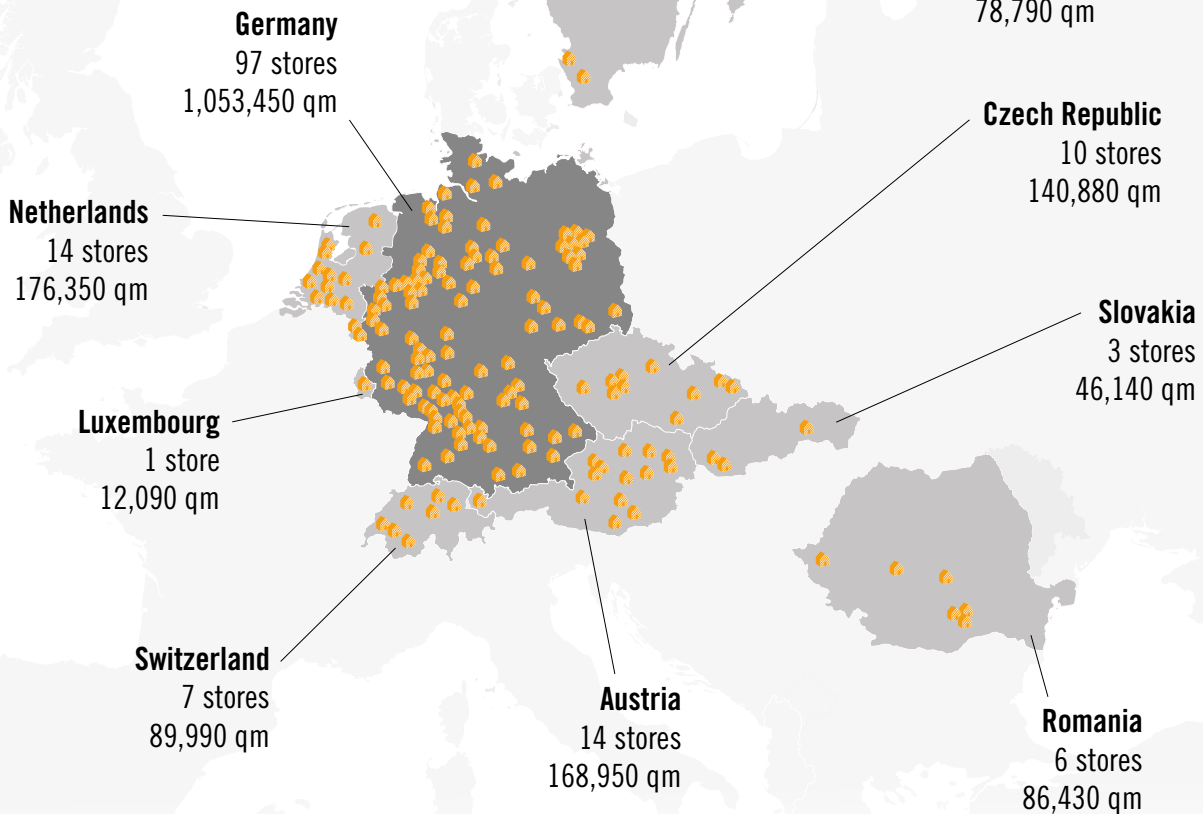 78,790 qm
Germany
97 stores
1,053,450 qm
Czech Republic
10 stores
140,880 qm
Netherlands
14 stores
176,350 qm
Slovakia
3 stores
46,140 qm
Luxembourg
1 store
12,090 qm
Switzerland
7 stores
89,990 qm
Austria
14 stores
168,950 qm
Romania
6 stores
86,430 qm